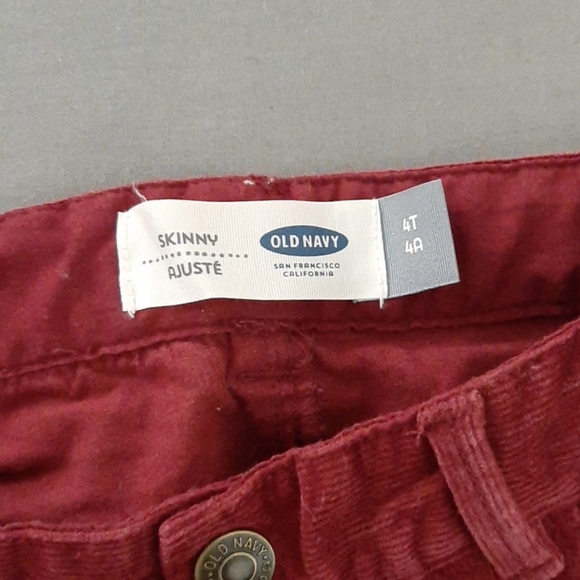 SKINNY
AJUSTÉ
OLD NAVY
SAN FRANCISCO
CALIFORNIA
4T
4A
OLD NAVY